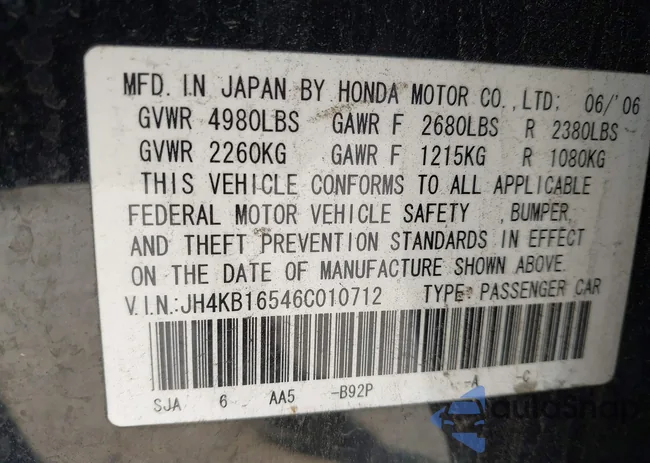 MFD. IN JAPAN BY HONDA MOTOR CO., LTD: 06/'06
GVWR 4980LBS GAWR F 2680LBS R 2380LBS
GVWR 2260KG GAWR F 1215KG R 1080KG
THIS VEHICLE CONFORMS TO ALL APPLICABLE
FEDERAL MOTOR VEHICLE SAFETY , BUMPER,
AND THEFT PREVENTION STANDARDS IN EFFECT
ON THE DATE OF MANUFACTURE SHOWN ABOVE.
V.I.N.:JH4KB16546C010712 TYPE: PASSENGER CAR
SJA 6 AA5 -B92P -A -C
autoSnap